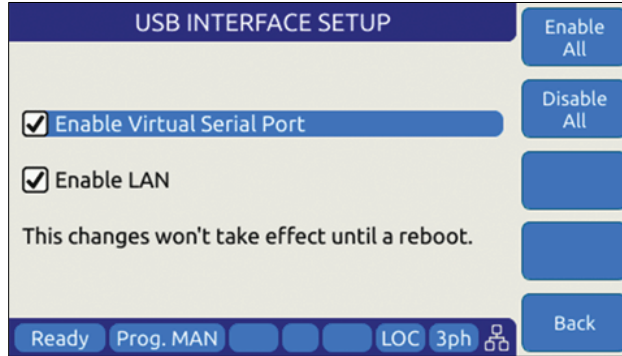 USB INTERFACE SETUP
Enable Virtual Serial Port
Enable LAN
This changes won't take effect until a reboot.
Ready Prog. MAN LOC 3ph
Enable
All
Disable
All
Back